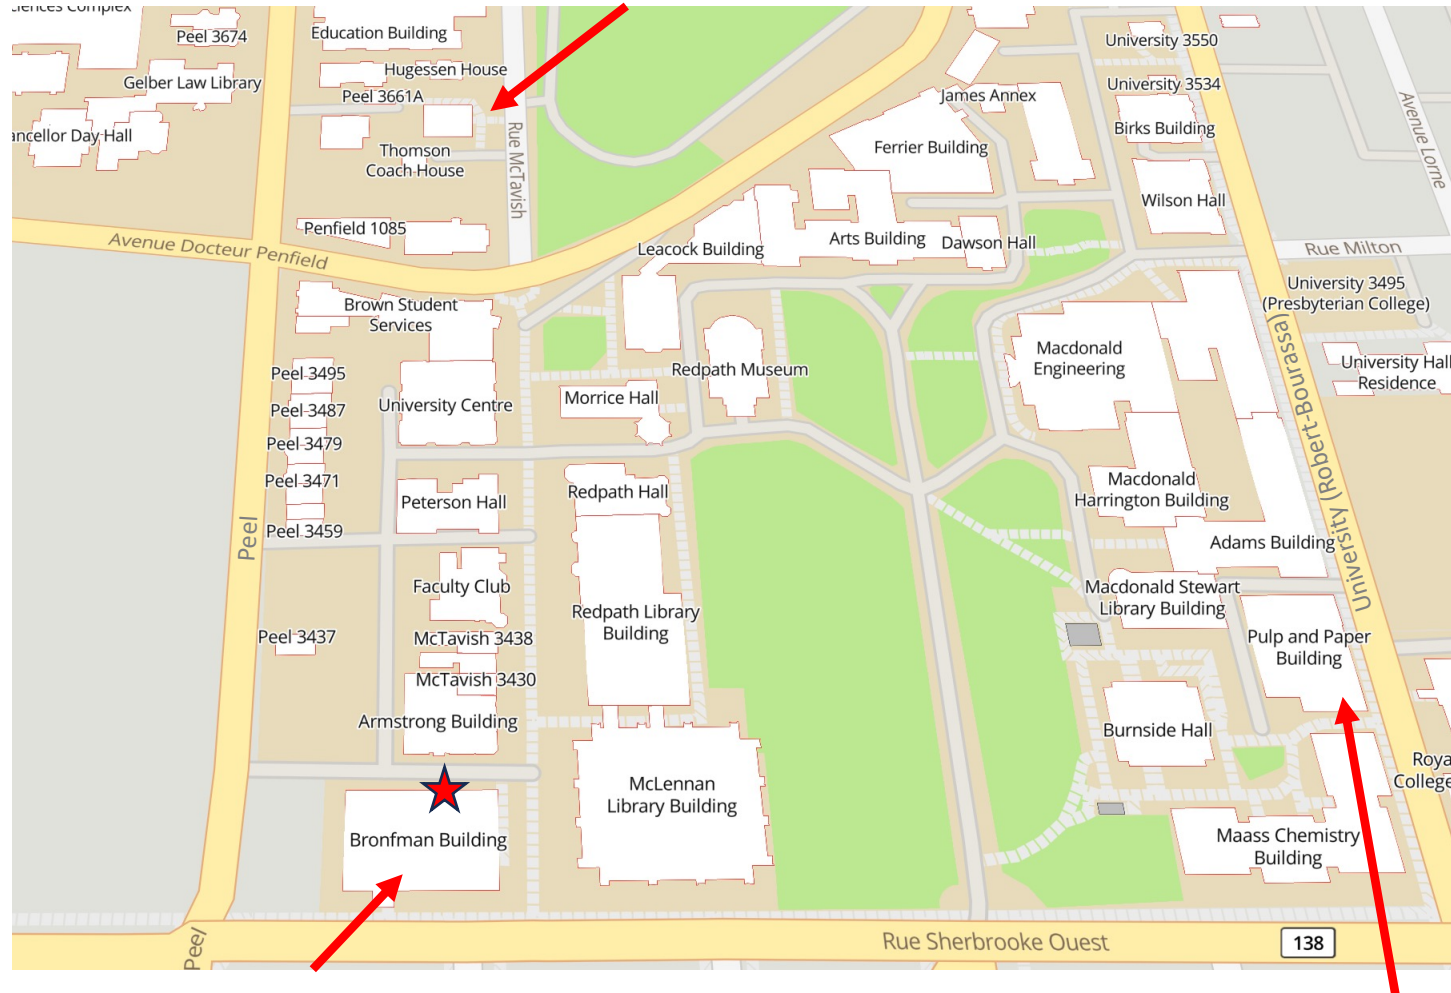 Sciences Complex
Peel 3674
Education Building
Gelber Law Library
Hugessen House
Peel 3661A
ancellor Day Hall
Thomson
Coach House
Rue McTavish
Penfield 1085
Avenue Docteur Penfield
University 3550
University 3534
James Annex
Birks Building
Ferrier Building
Wilson Hall
Avenue Lorne
Leacock Building
Arts Building
Dawson Hall
Rue Milton
University 3495
(Presbyterian College)
Brown Student
Services
Peel 3495
Peel 3487
Peel 3479
Peel 3471
Peel 3459
University Centre
Morrice Hall
Redpath Museum
Macdonald
Engineering
University Hall
Residence
University (Robert-Bourassa)
Peterson Hall
Redpath Hall
Macdonald
Harrington Building
Peel
Adams Building
Faculty Club
Redpath Library
Building
Macdonald Stewart
Library Building
Peel 3437
McTavish 3438
McTavish 3430
Pulp and Paper
Building
Armstrong Building
Burnside Hall
Roya
College
McLennan
Library Building
Bronfman Building
Maass Chemistry
Building
Peel
Rue Sherbrooke Ouest
138